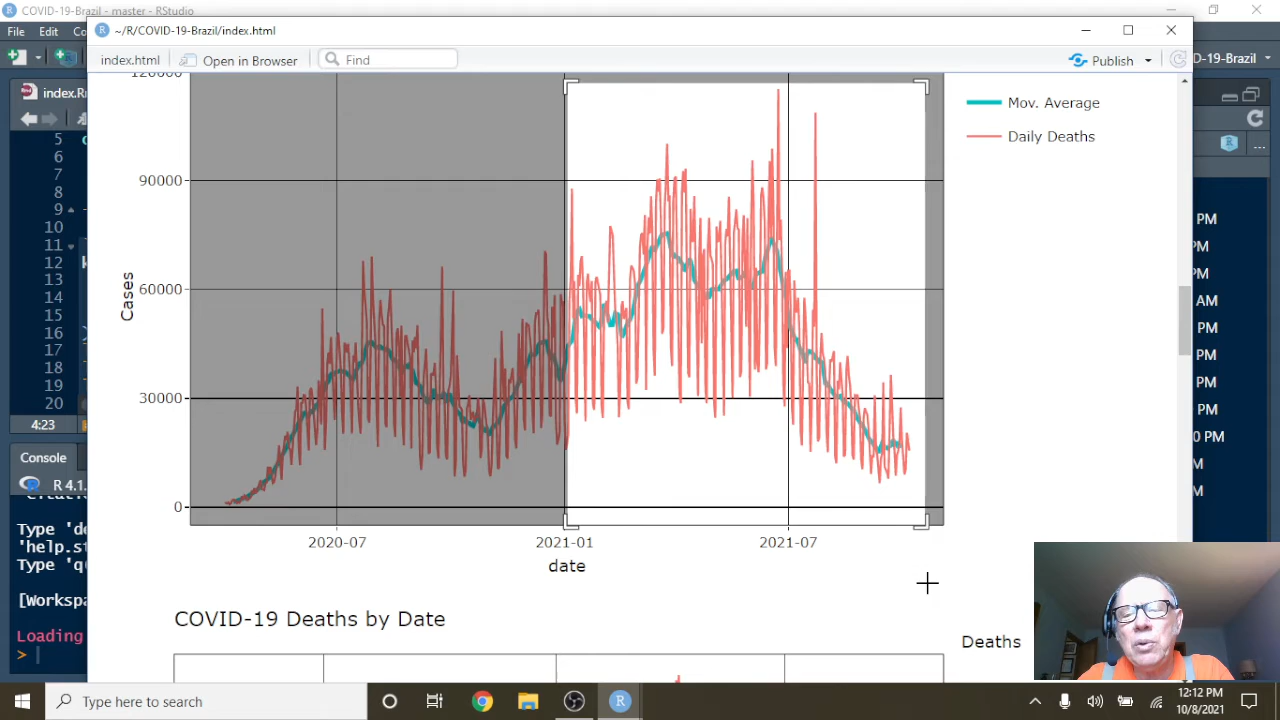 COVID-19-Brazil - master - RStudio
~/R/COVID-19-Brazil/index.html
File Edit
index.html Open in Browser Find Publish
D-19-Brazil
index.R
5
6
7
8
9
10
11
12
13
14
15
16
17
18
19
20
4:23
Console
R 4.1.
Type 'de
'help.st
Type 'q(
[Workspa
Loading
>
120000
90000
60000
30000
0
Cases
2020-07 2021-01 2021-07
date
Mov. Average
Daily Deaths
COVID-19 Deaths by Date
Deaths
PM
PM
PM
AM
PM
PM
PM
PM
0 PM
M
M
Type here to search
12:12 PM
10/8/2021